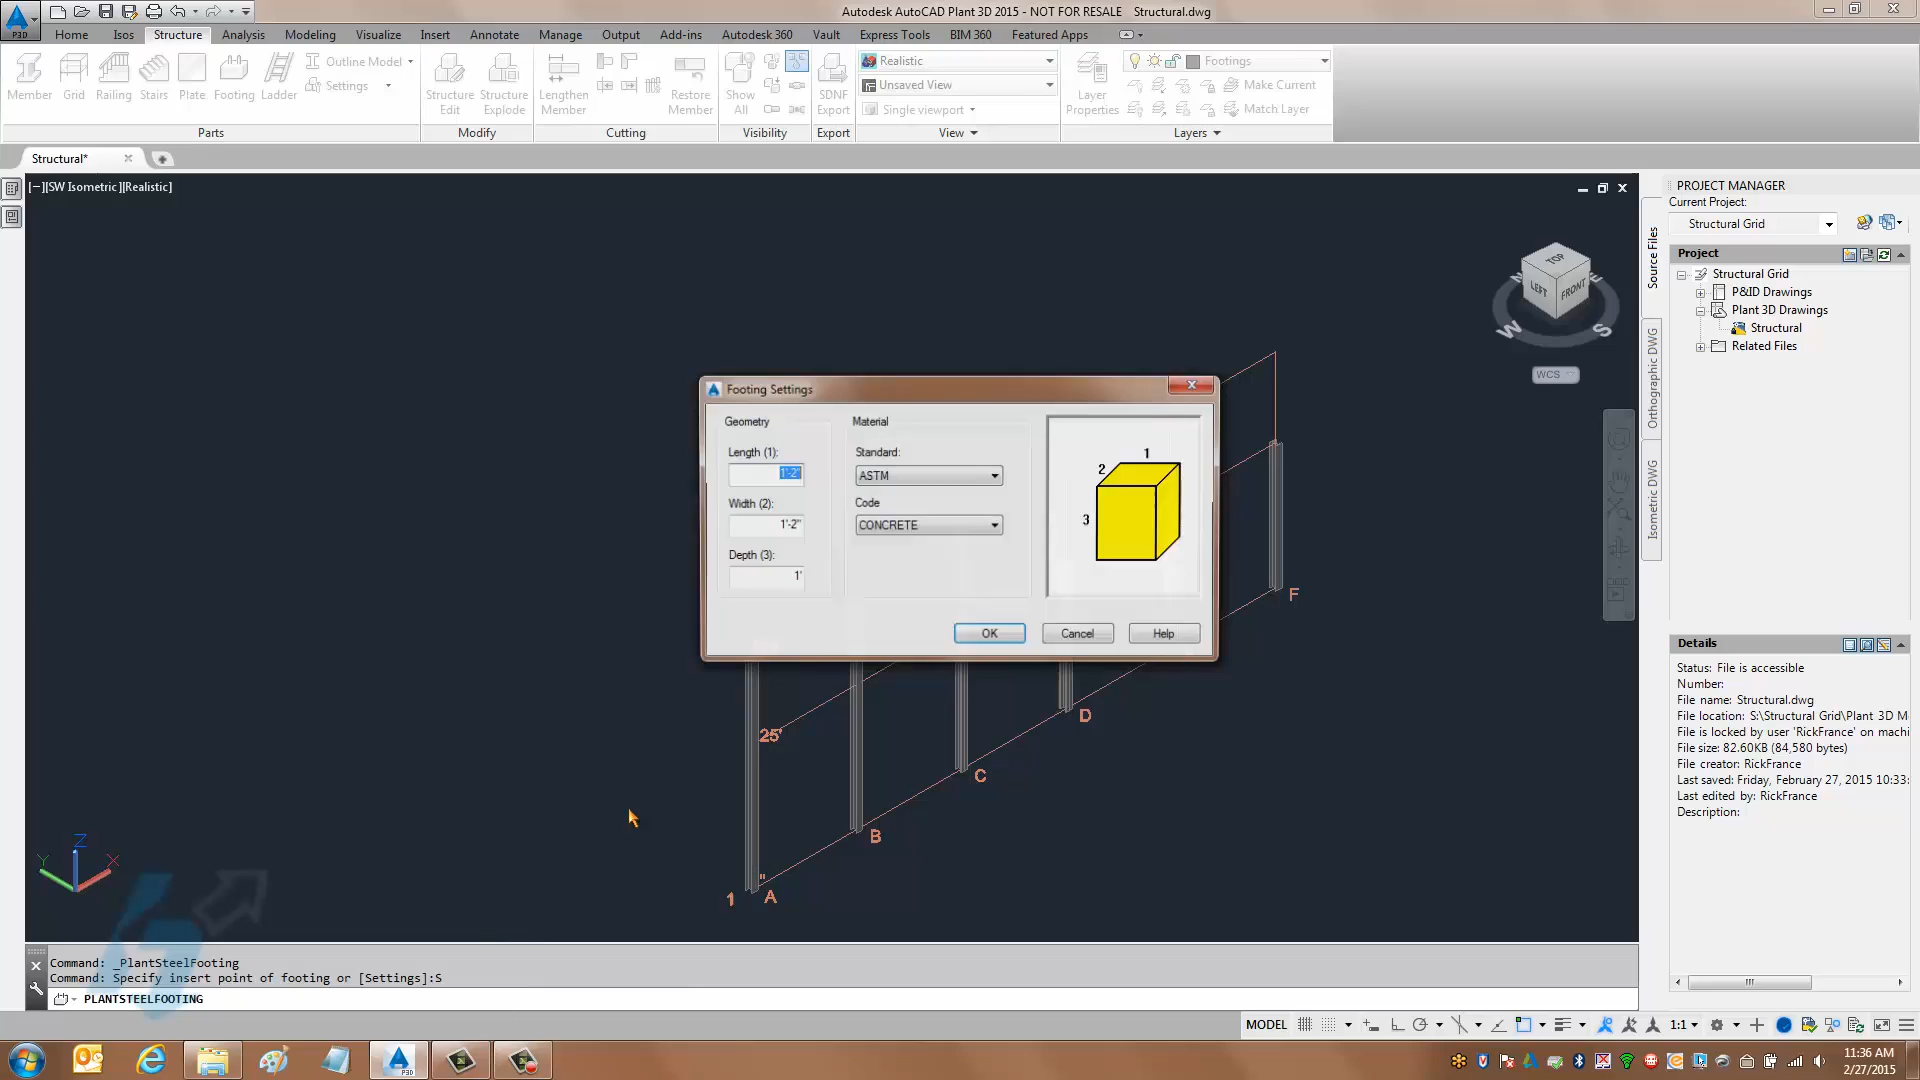 Autodesk AutoCAD Plant 3D 2015 - NOT FOR RESALE Structural.dwg
P3D
Home Isos Structure Analysis Modeling Visualize Insert Annotate Manage Output Add-ins Autodesk 360 Vault Express Tools BIM 360 Featured Apps
Member Grid Railing Stairs Plate Footing Ladder
Outline Model
Settings
Structure Edit
Structure Explode
Lengthen Member
Restore Member
Show All
SDNF Export
Realistic
Unsaved View
Single viewport
Layer Properties
Footings
Make Current
Match Layer
Parts Modify Cutting Visibility Export View Layers
Structural*
[−][SW Isometric][Realistic]
TOP
LEFT FRONT
N E W S
WCS
Footing Settings
Geometry
Length (1):
1'-2"
Width (2):
1'-2"
Depth (3):
1'
Material
Standard:
ASTM
Code
CONCRETE
1
2
3
OK Cancel Help
F
D
C
B
A
1
25'
"
Z
Y X
Command: _PlantSteelFooting
Command: Specify insert point of footing or [Settings]:S
PLANTSTEELFOOTING
PROJECT MANAGER
Current Project:
Structural Grid
Project
Structural Grid
P&ID Drawings
Plant 3D Drawings
Structural
Related Files
Source Files
Orthographic DWG
Isometric DWG
Details
Status: File is accessible
Number:
File name: Structural.dwg
File location: S:\Structural Grid\Plant 3D M
File is locked by user 'RickFrance' on machi
File size: 82.60KB (84,580 bytes)
File creator: RickFrance
Last saved: Friday, February 27, 2015 10:33:
Last edited by: RickFrance
Description:
MODEL
1:1
P3D
11:36 AM
2/27/2015